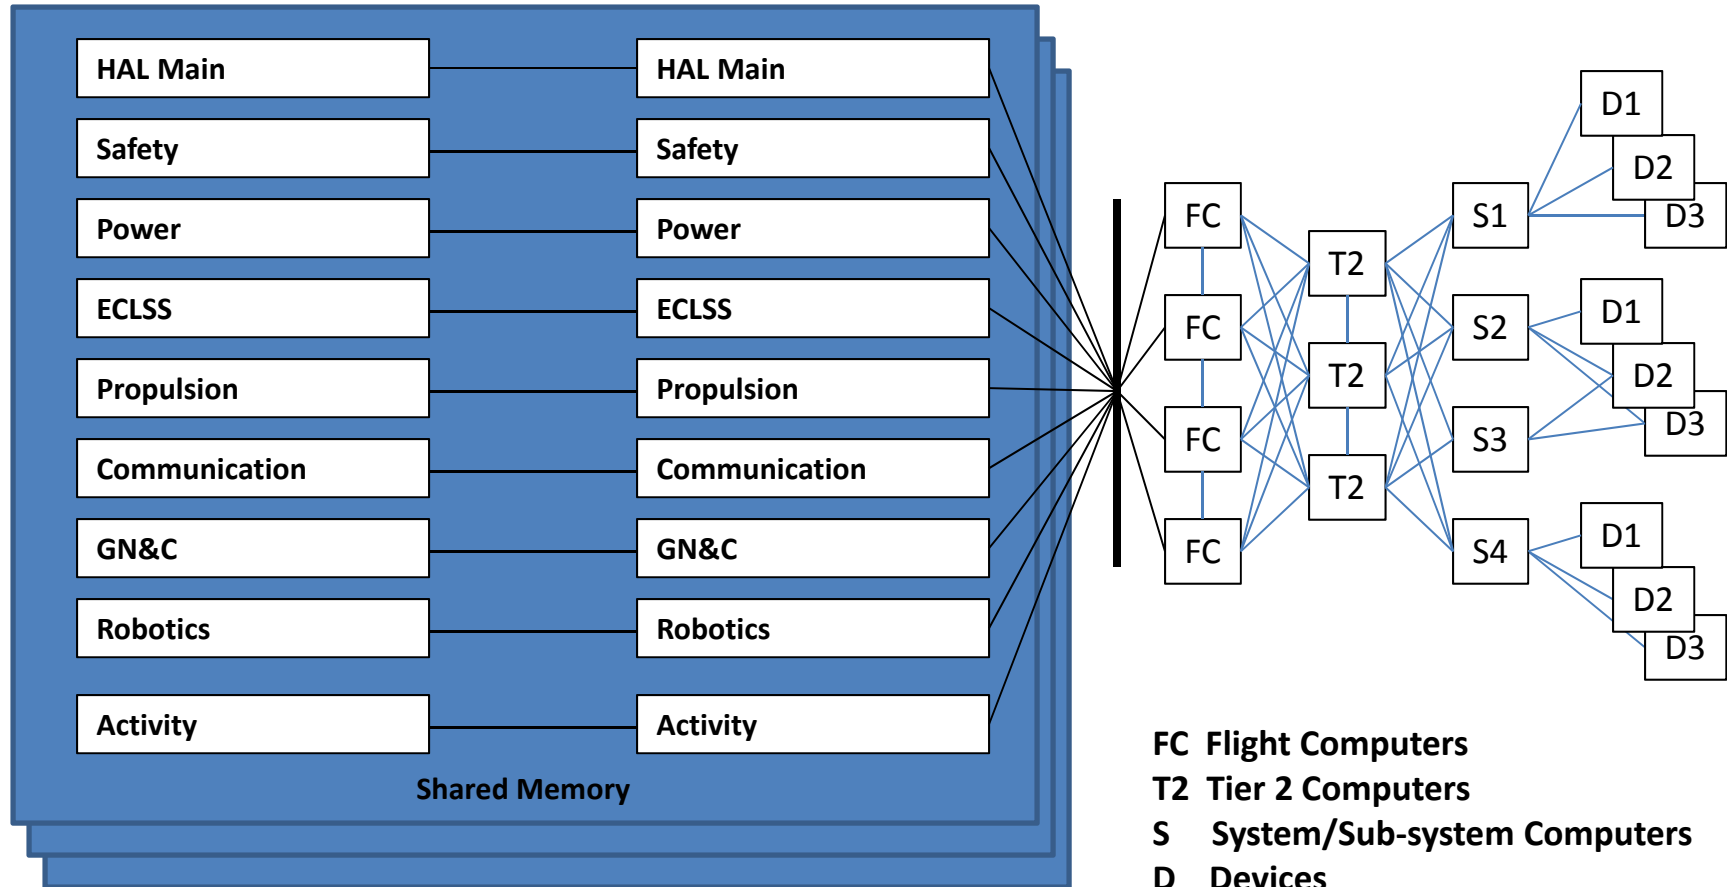 HAL Main
HAL Main
Safety
Safety
Power
Power
ECLSS
ECLSS
Propulsion
Propulsion
Communication
Communication
GN&C
GN&C
Robotics
Robotics
Activity
Activity
Shared Memory
FC
FC
FC
FC
T2
T2
T2
S1
S2
S3
S4
D1
D2
D3
D1
D2
D3
D1
D2
D3
FC Flight Computers
T2 Tier 2 Computers
S System/Sub-system Computers
D Devices